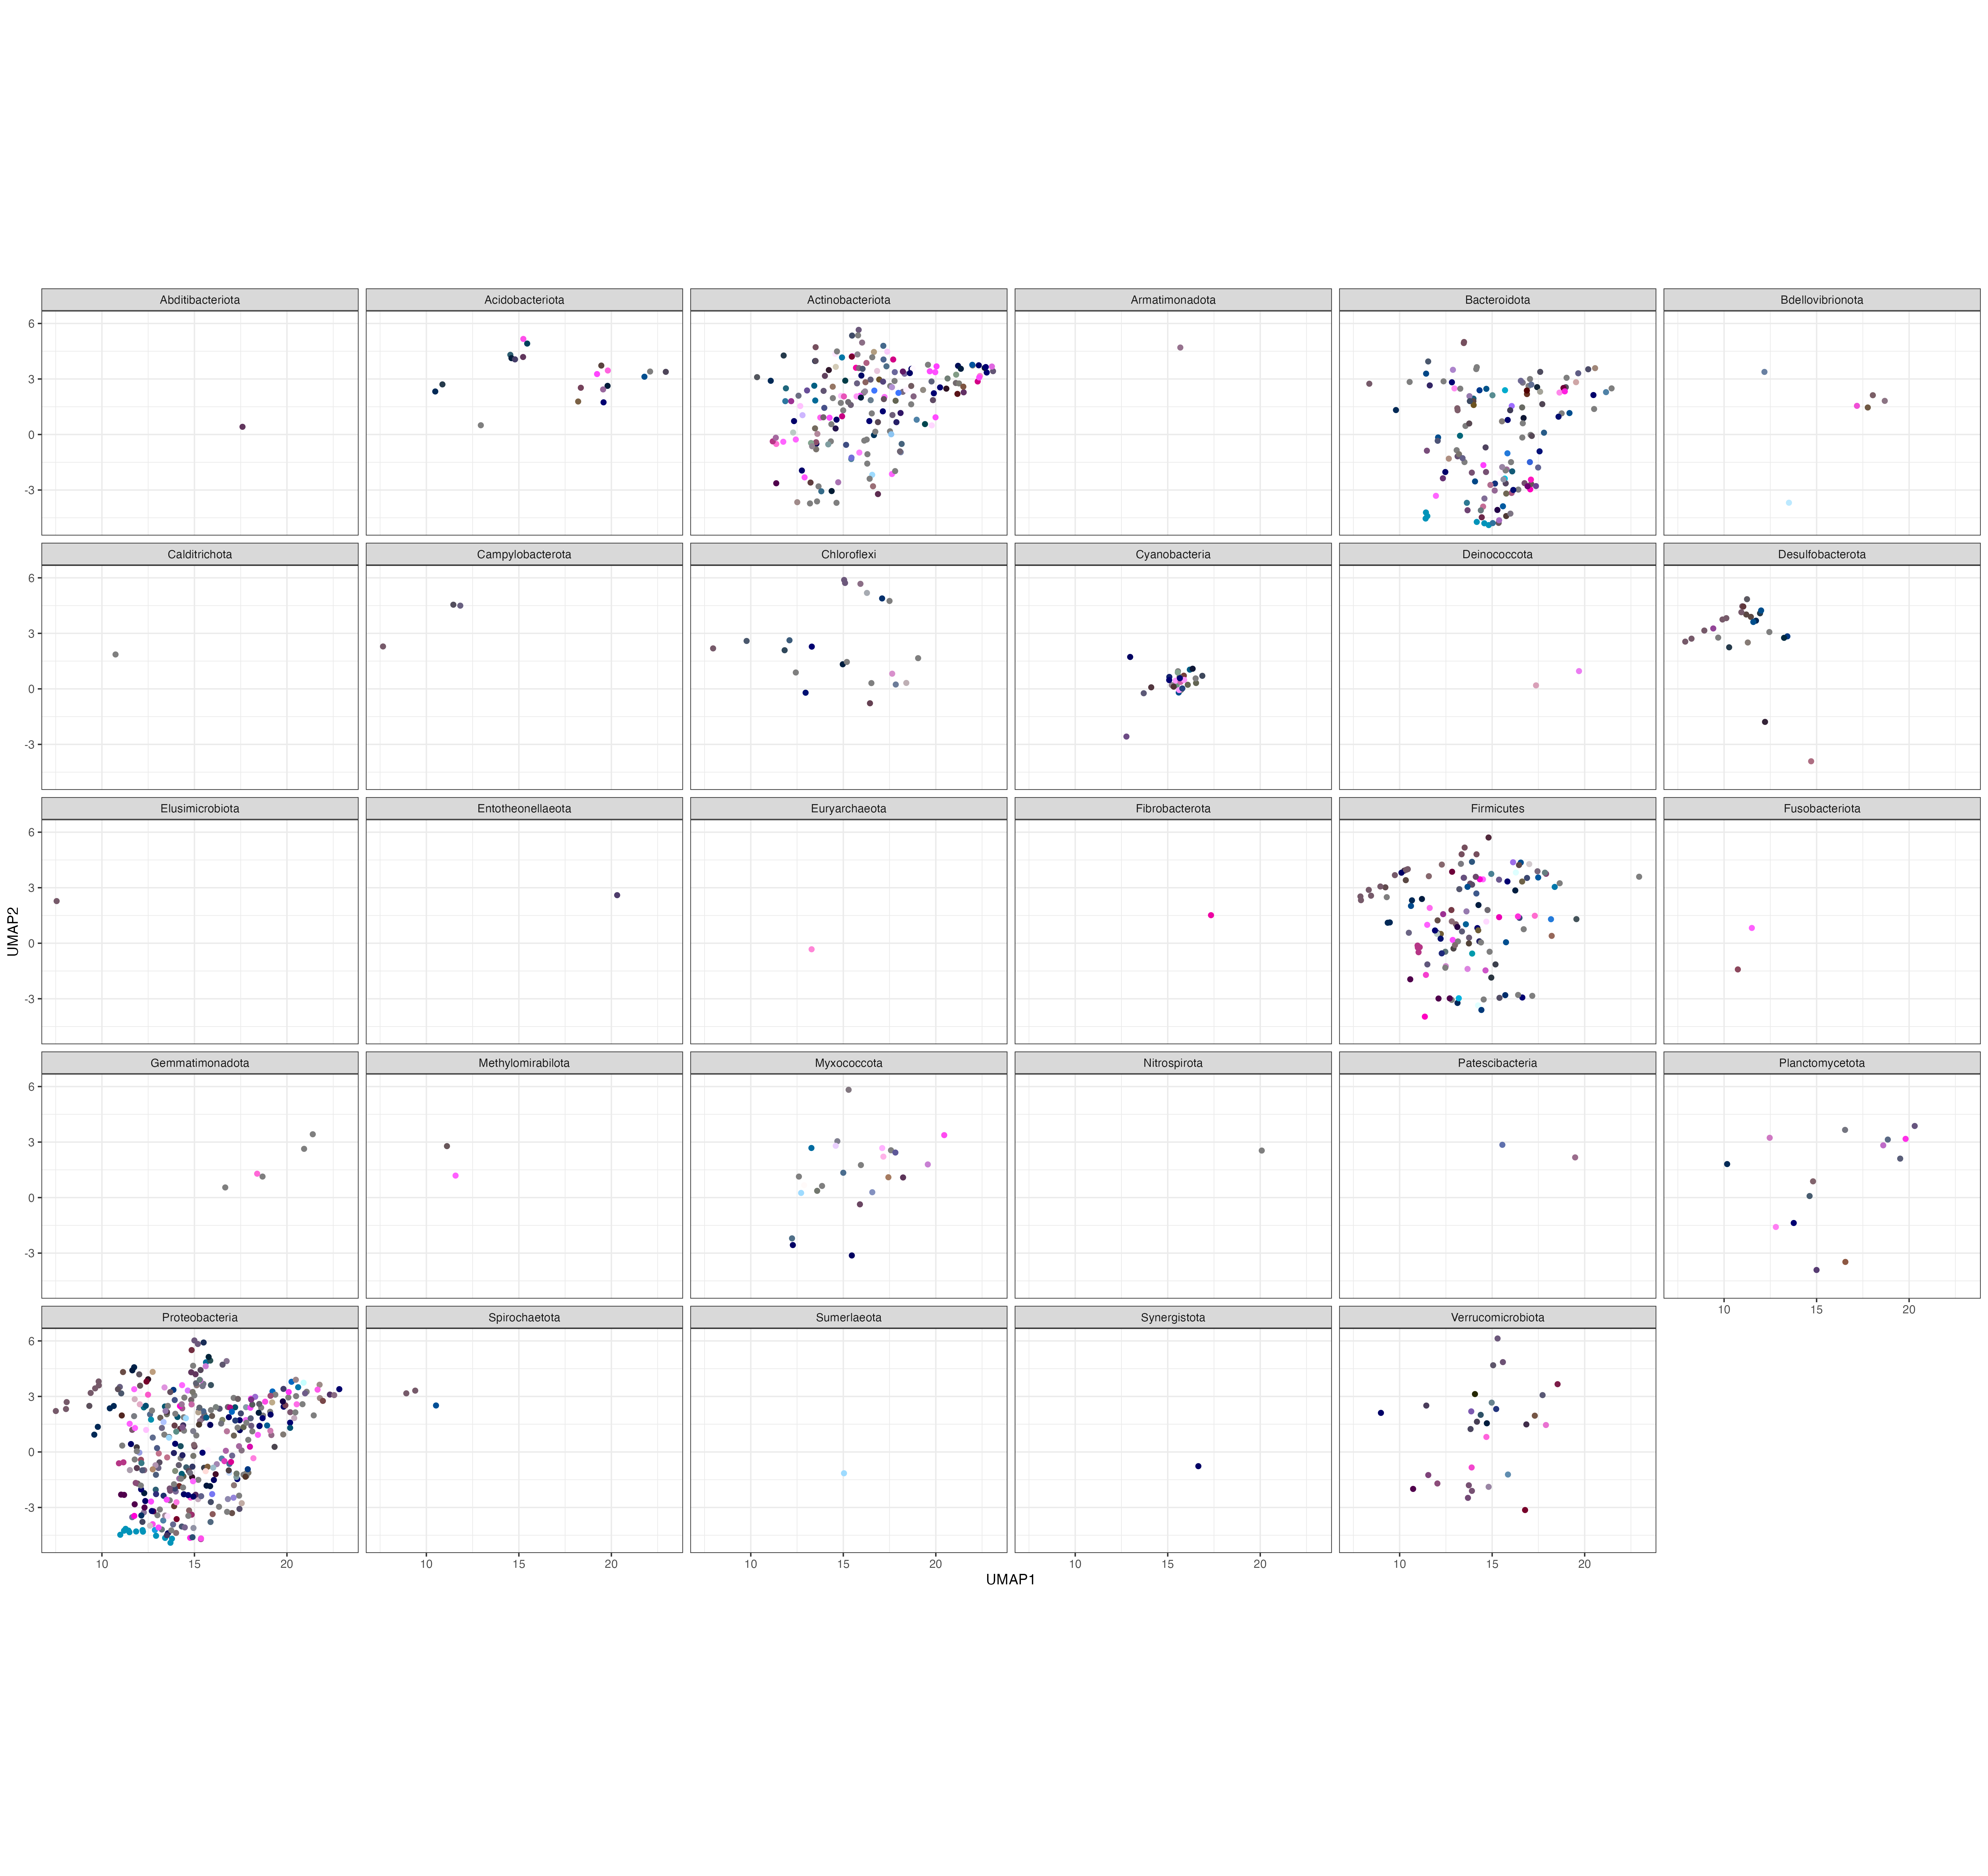 Abditibacteriota Acidobacteriota Actinobacteriota Armatimonadota Bacteroidota Bdellovibrionota
6
3
0
-3
Calditrichota Campylobacterota Chloroflexi Cyanobacteria Deinococcota Desulfobacterota
6
3
0
-3
Elusimicrobiota Entotheonellaeota Euryarchaeota Fibrobacterota Firmicutes Fusobacteriota
6
3
0
-3
UMAP2
Gemmatimonadota Methylomirabilota Myxococcota Nitrospirota Patescibacteria Planctomycetota
6
3
0
-3
10 15 20
Proteobacteria Spirochaetota Sumerlaeota Synergistota Verrucomicrobiota
6
3
0
-3
10 15 20 10 15 20 10 15 20 10 15 20 10 15 20
UMAP1